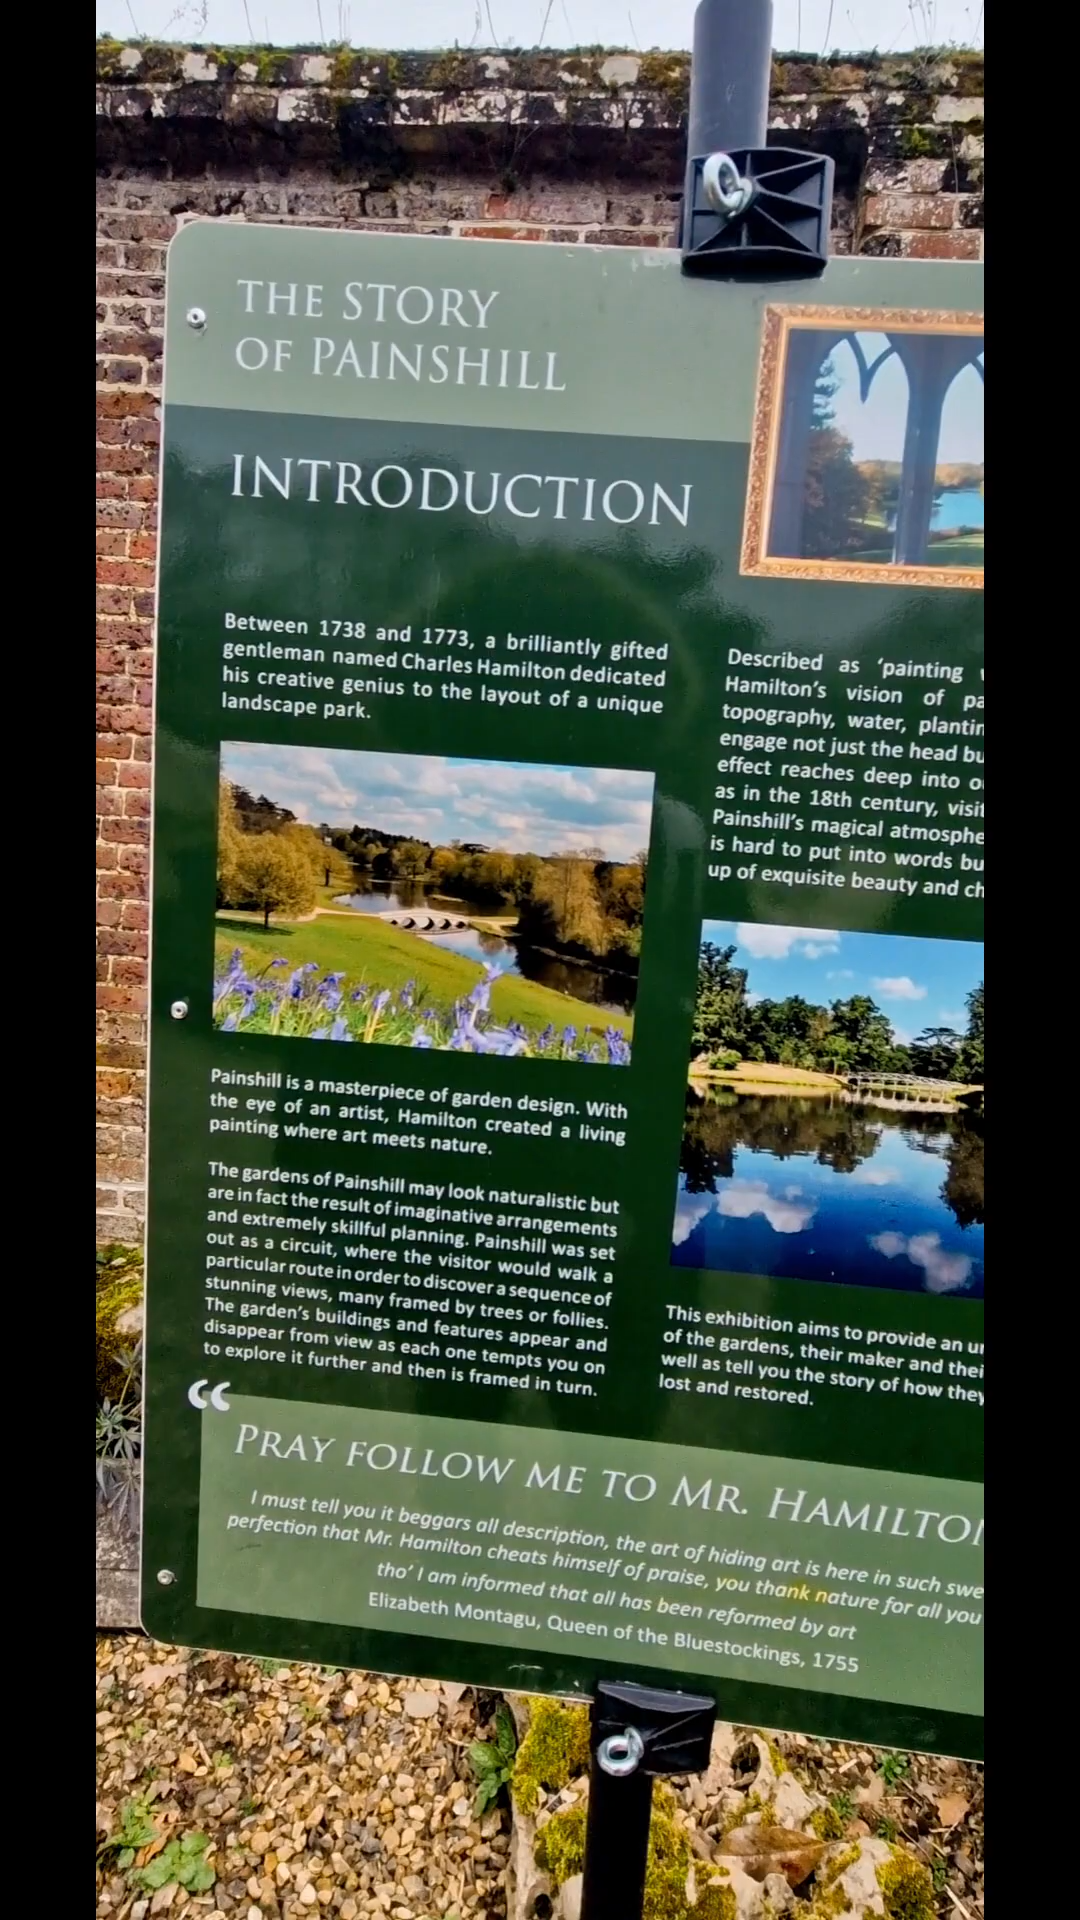 THE STORY
OF PAINSHILL
INTRODUCTION
Between 1738 and 1773, a brilliantly gifted
gentleman named Charles Hamilton dedicated
his creative genius to the layout of a unique
landscape park.
Painshill is a masterpiece of garden design. With
the eye of an artist, Hamilton created a living
painting where art meets nature.
The gardens of Painshill may look naturalistic but
are in fact the result of imaginative arrangements
and extremely skillful planning. Painshill was set
out as a circuit, where the visitor would walk a
particular route in order to discover a sequence of
stunning views, many framed by trees or follies.
The garden's buildings and features appear and
disappear from view as each one tempts you on
to explore it further and then is framed in turn.
Described as 'painting
Hamilton's vision of
topography, water,
engage not just the head
effect reaches deep into
as in the 18th century,
Painshill's magical
is hard to put into words
up of exquisite beauty and
This exhibition aims to provide an
of the gardens, their maker and
well as tell you the story of how they
lost and restored.
“
PRAY FOLLOW ME TO MR. HAMILTON
I must tell you it beggars all description, the art of hiding art is here in such
perfection that Mr. Hamilton cheats himself of praise, you thank nature for all you
tho' I am informed that all has been reformed by art
Elizabeth Montagu, Queen of the Bluestockings, 1755